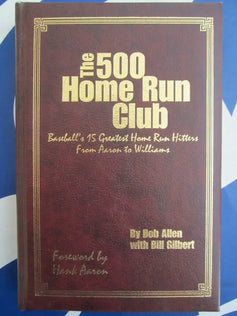 The 500
Home Run
Club
Baseball's 15 Greatest Home Run Hitters
From Aaron to Williams
By Bob Allen
with Bill Gilbert
Foreword by
Hank Aaron